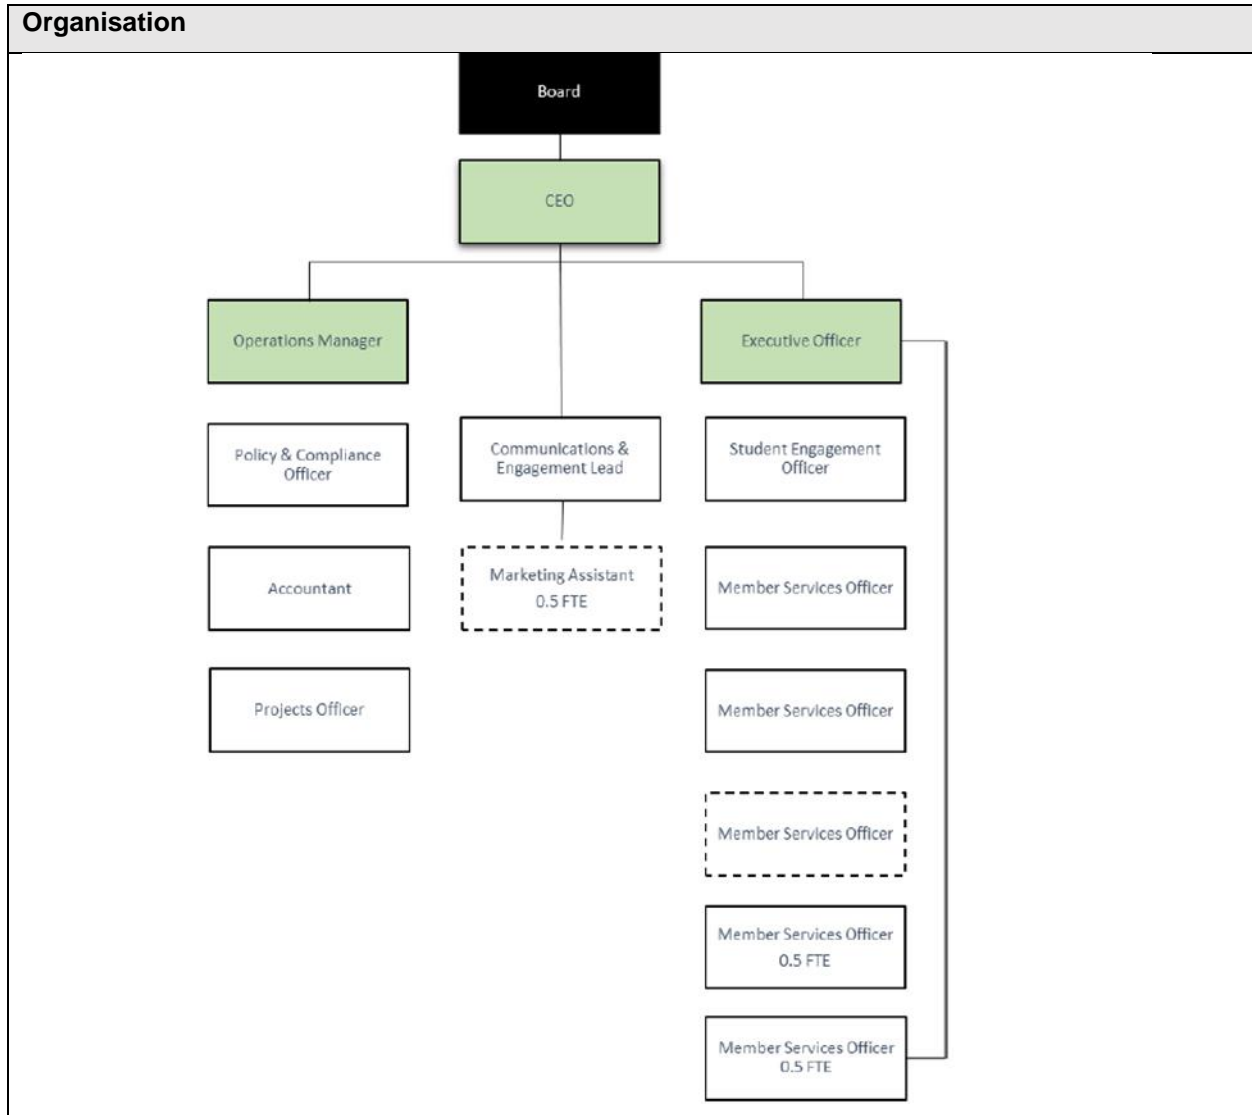 Organisation
Board
CEO
Operations Manager
Executive Officer
Policy & Compliance
Officer
Communications &
Engagement Lead
Student Engagement
Officer
Accountant
Marketing Assistant
0.5 FTE
Member Services Officer
Projects Officer
Member Services Officer
Member Services Officer
Member Services Officer
0.5 FTE
Member Services Officer
0.5 FTE